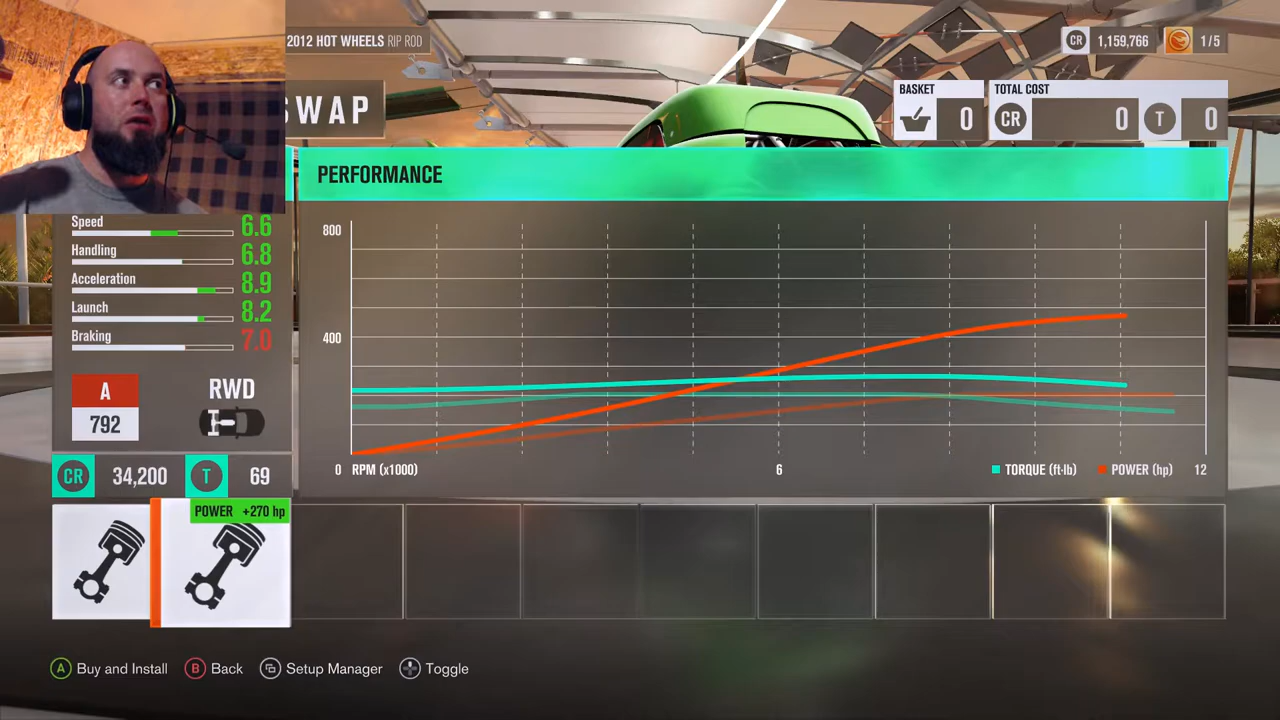 2012 HOT WHEELS RIP ROD
CR 1,159,766 1/5
SWAP
BASKET
0
TOTAL COST
CR 0 T 0
PERFORMANCE
Speed 6.6
Handling 6.8
Acceleration 8.9
Launch 8.2
Braking 7.0
A
792
RWD
CR 34,200 T 69
800
400
0 RPM (x1000) 6 TORQUE (ft-lb) POWER (hp) 12
POWER +270 hp
A Buy and Install B Back Setup Manager Toggle